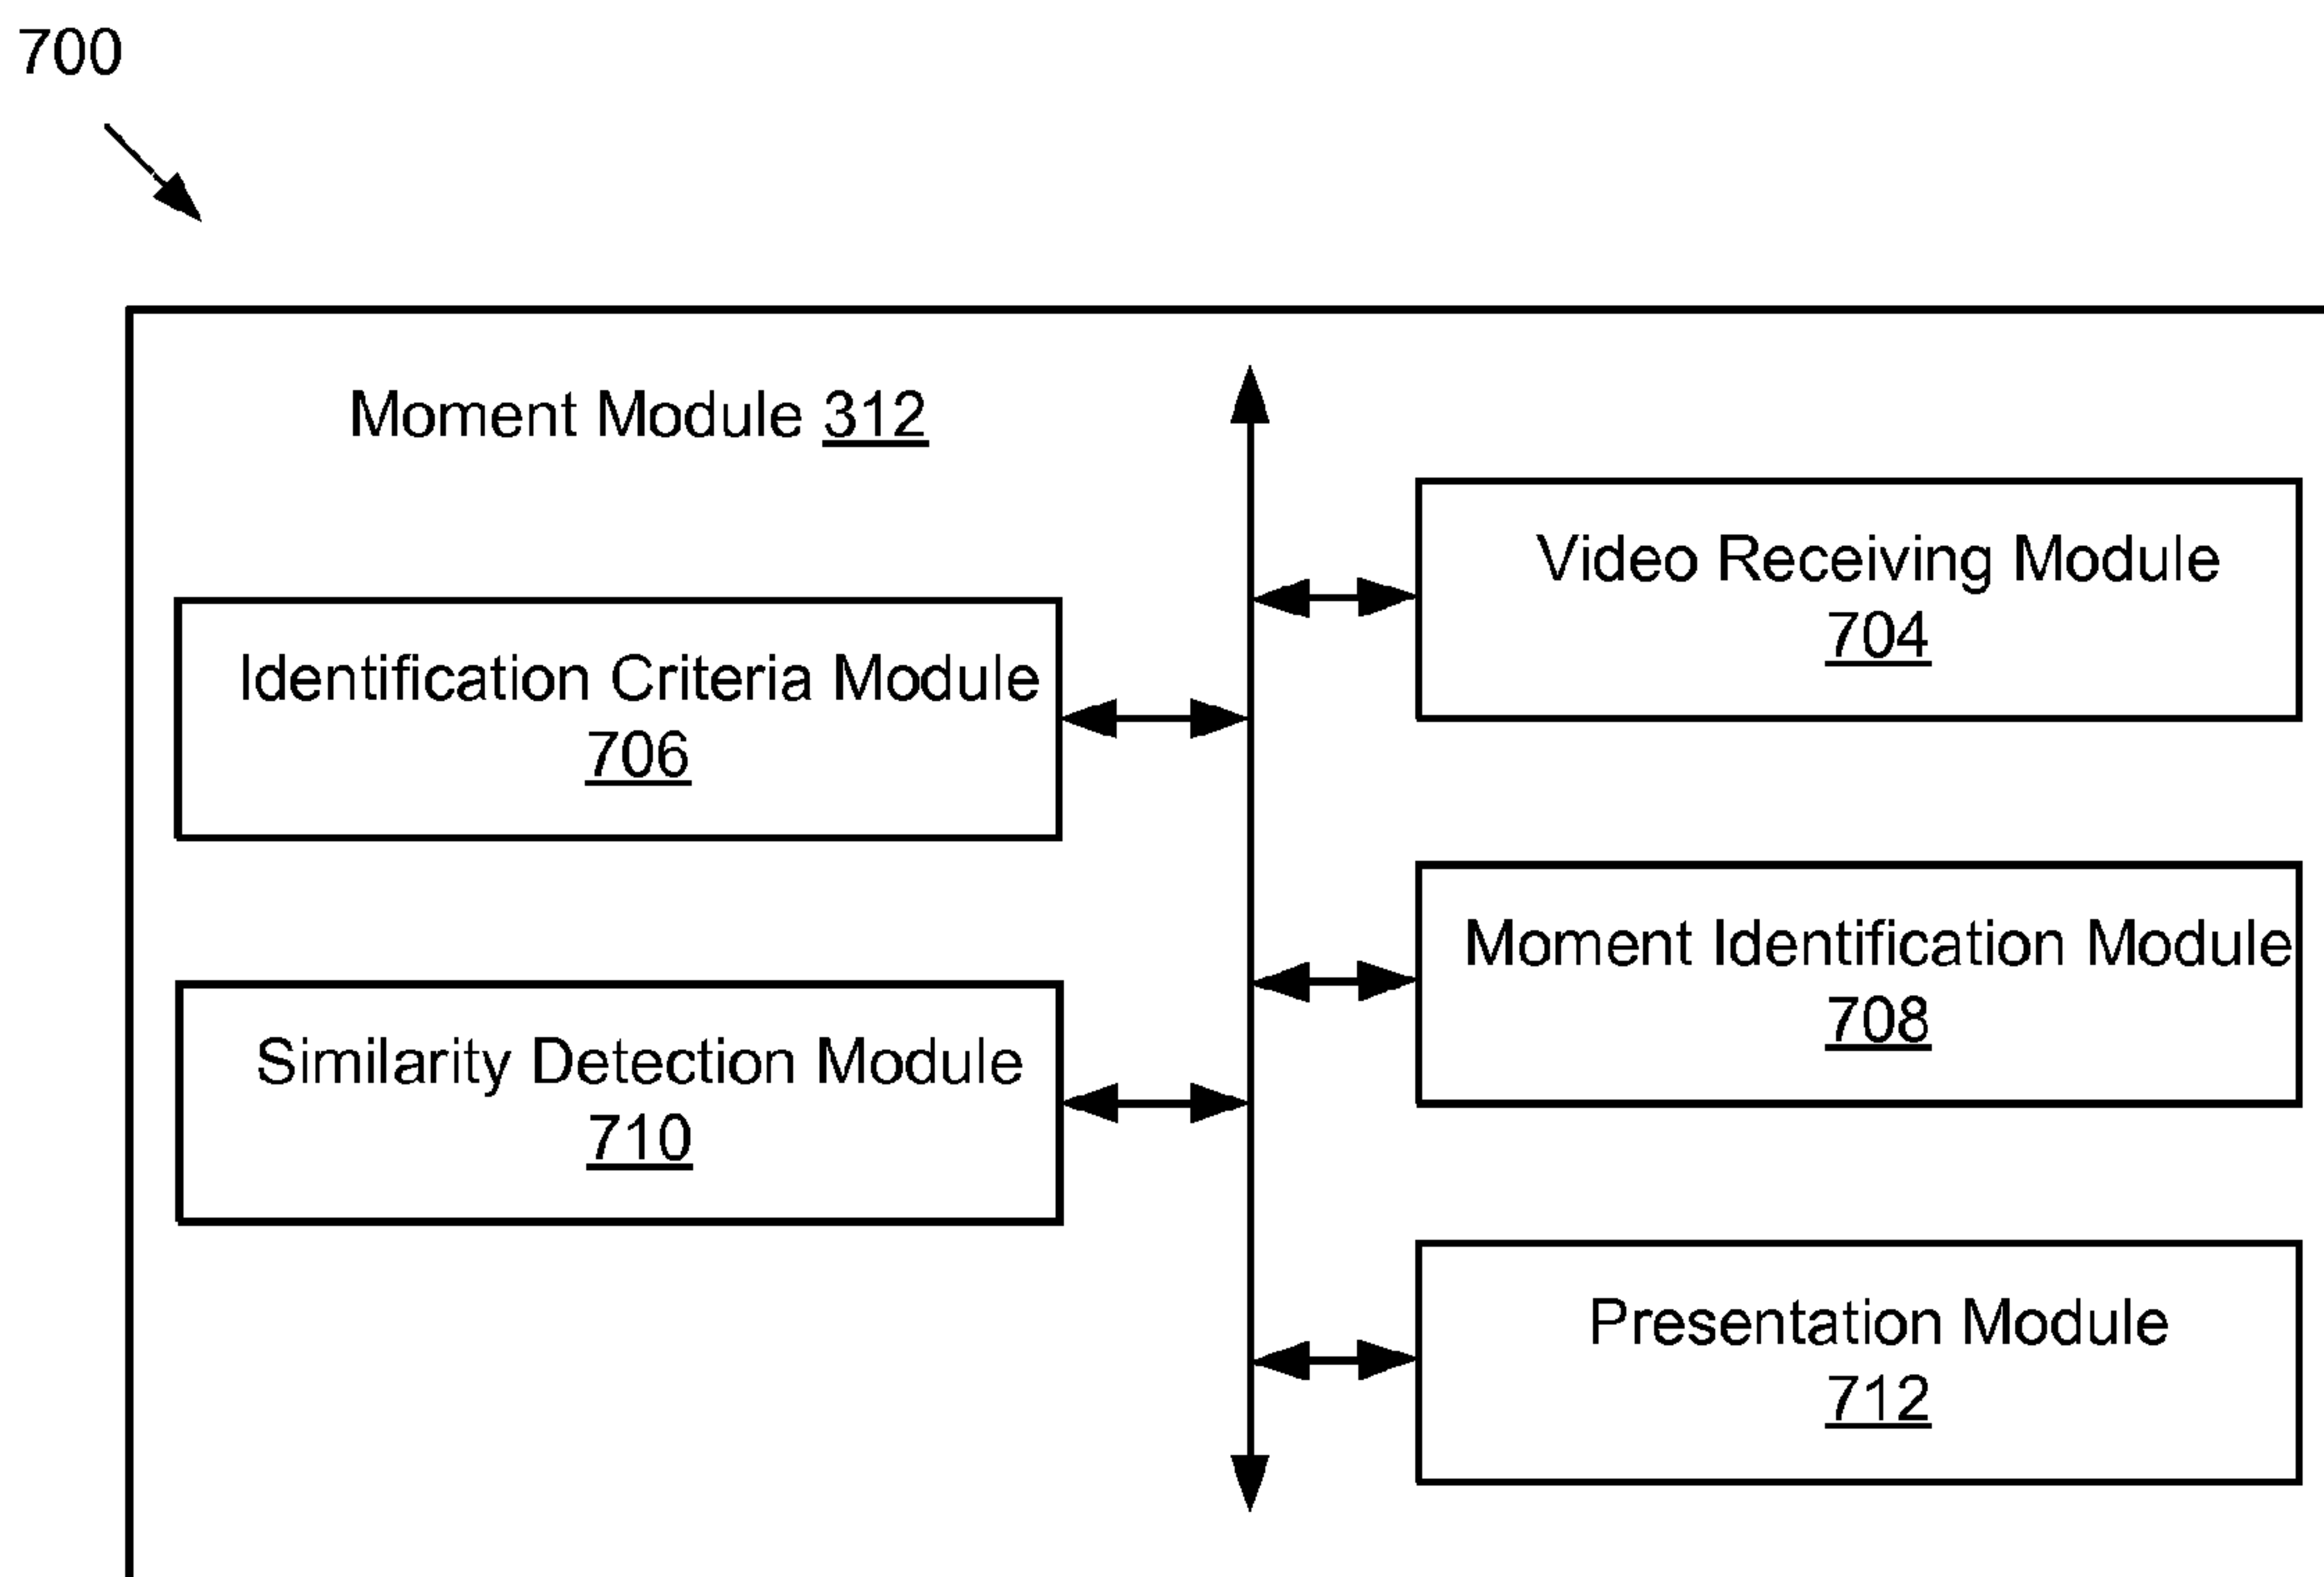 700
Moment Module 312
Video Receiving Module
704
Identification Criteria Module
706
Moment Identification Module
708
Similarity Detection Module
710
Presentation Module
712